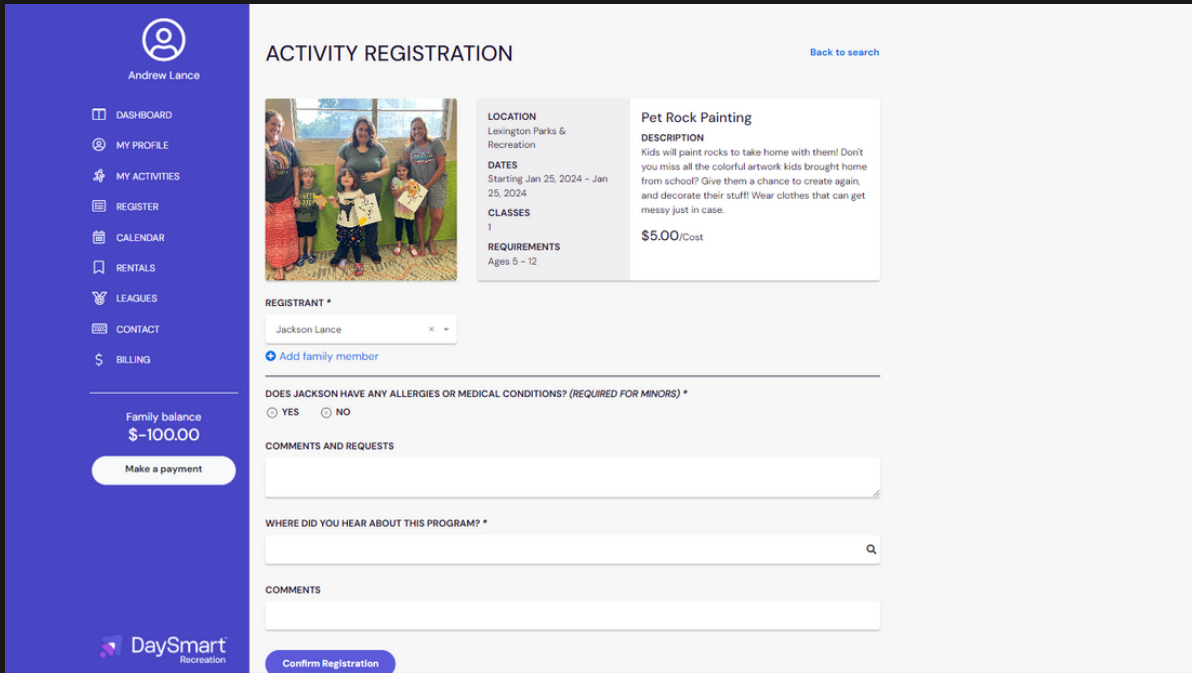 Andrew Lance
DASHBOARD
MY PROFILE
MY ACTIVITIES
REGISTER
CALENDAR
RENTALS
LEAGUES
CONTACT
BILLING
Family balance
$-100.00
Make a payment
DaySmart
Recreation
ACTIVITY REGISTRATION
Back to search
LOCATION
Lexington Parks &
Recreation
DATES
Starting Jan 25, 2024 - Jan
25, 2024
CLASSES
1
REQUIREMENTS
Ages 5 - 12
Pet Rock Painting
DESCRIPTION
Kids will paint rocks to take home with them! Don't
you miss all the colorful artwork kids brought home
from school? Give them a chance to create again,
and decorate their stuff! Wear clothes that can get
messy just in case.
$5.00/Cost
REGISTRANT *
Jackson Lance
Add family member
DOES JACKSON HAVE ANY ALLERGIES OR MEDICAL CONDITIONS? (REQUIRED FOR MINORS) *
YES NO
COMMENTS AND REQUESTS
WHERE DID YOU HEAR ABOUT THIS PROGRAM? *
COMMENTS
Confirm Registration